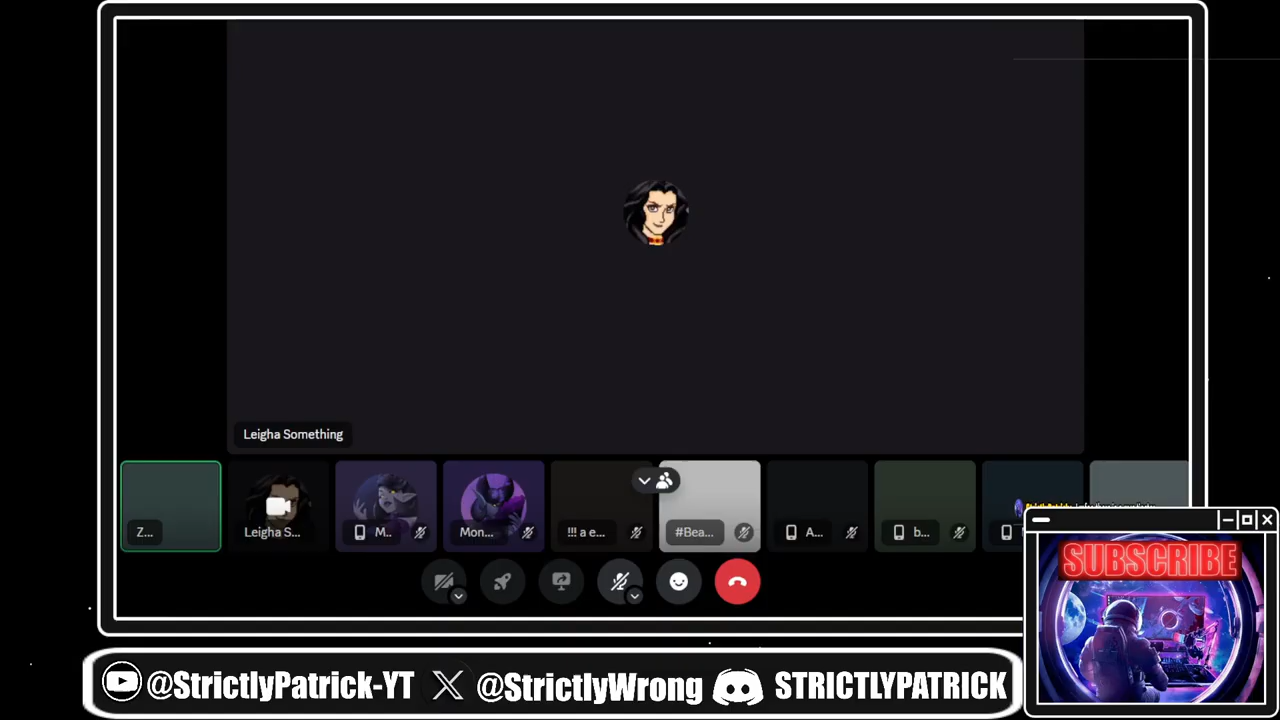 Leigha Something
Z...
Leigha S...
M..
Mon...
!!! a e...
#Bea...
A...
b...
SUBSCRIBE
@StrictlyPatrick-YT
@StrictlyWrong
STRICTLYPATRICK